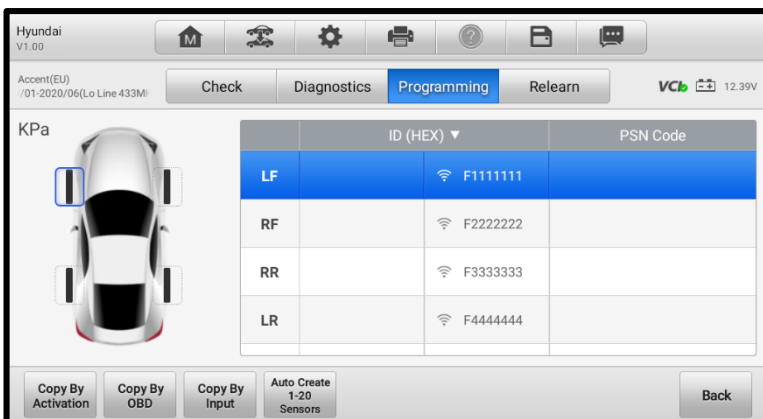 Hyundai
V1.00
M
?
Accent(EU)
/01-2020/06(Lo Line 433M
Check
Diagnostics
Programming
Relearn
VCI
12.39V
KPa
ID (HEX) ▼
PSN Code
LF
F1111111
RF
F2222222
RR
F3333333
LR
F4444444
Copy By
Activation
Copy By
OBD
Copy By
Input
Auto Create
1-20
Sensors
Back